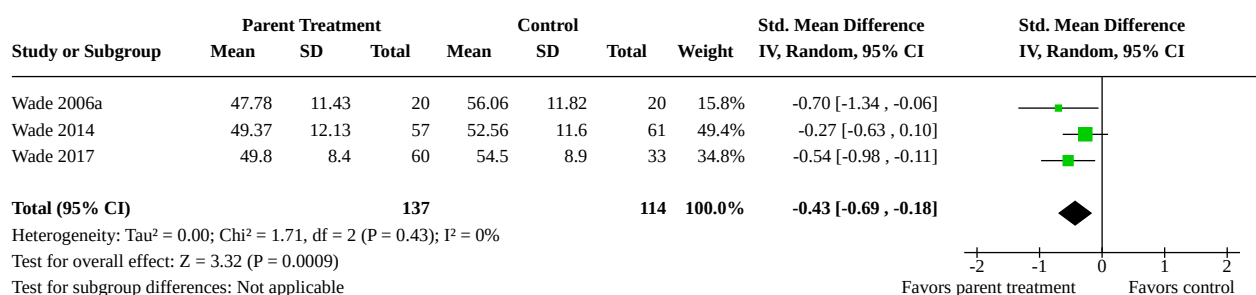 Parent Treatment Control Std. Mean Difference Std. Mean Difference
Study or Subgroup Mean SD Total Mean SD Total Weight IV, Random, 95% CI IV, Random, 95% CI
Wade 2006a 47.78 11.43 20 56.06 11.82 20 15.8% -0.70 [-1.34 , -0.06]
Wade 2014 49.37 12.13 57 52.56 11.6 61 49.4% -0.27 [-0.63 , 0.10]
Wade 2017 49.8 8.4 60 54.5 8.9 33 34.8% -0.54 [-0.98 , -0.11]
Total (95% CI) 137 114 100.0% -0.43 [-0.69 , -0.18]
Heterogeneity: Tau² = 0.00; Chi² = 1.71, df = 2 (P = 0.43); I² = 0%
Test for overall effect: Z = 3.32 (P = 0.0009)
-2 -1 0 1 2
Test for subgroup differences: Not applicable
Favors parent treatment Favors control